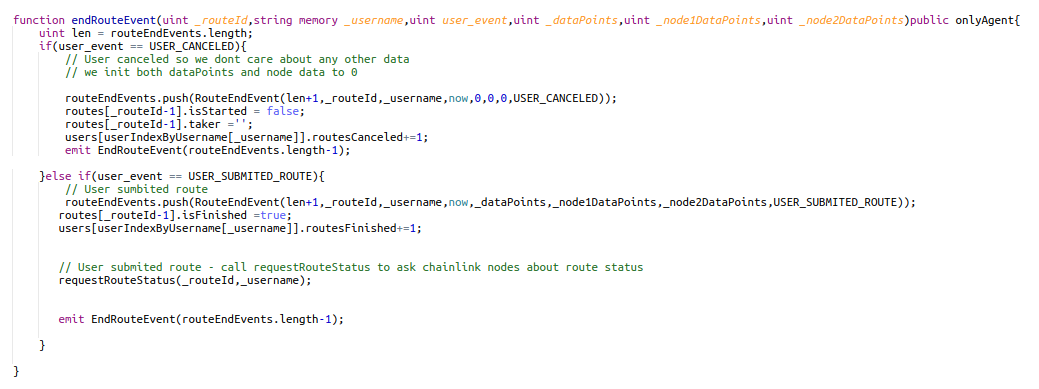 function endRouteEvent(uint _routeId,string memory _username,uint user_event,uint _dataPoints,uint _node1DataPoints,uint _node2DataPoints)public onlyAgent{
uint len = routeEndEvents.length;
if(user_event == USER_CANCELED){
// User canceled so we dont care about any other data
// we init both dataPoints and node data to 0
routeEndEvents.push(RouteEndEvent(len+1,_routeId,_username,now,0,0,0,USER_CANCELED));
routes[_routeId-1].isStarted = false;
routes[_routeId-1].taker ='';
users[userIndexByUsername[_username]].routesCanceled+=1;
emit EndRouteEvent(routeEndEvents.length-1);
}else if(user_event == USER_SUBMITED_ROUTE){
// User sumbited route
routeEndEvents.push(RouteEndEvent(len+1,_routeId,_username,now,_dataPoints,_node1DataPoints,_node2DataPoints,USER_SUBMITED_ROUTE));
routes[_routeId-1].isFinished =true;
users[userIndexByUsername[_username]].routesFinished+=1;
// User submited route - call requestRouteStatus to ask chainlink nodes about route status
requestRouteStatus(_routeId,_username);
emit EndRouteEvent(routeEndEvents.length-1);
}
}